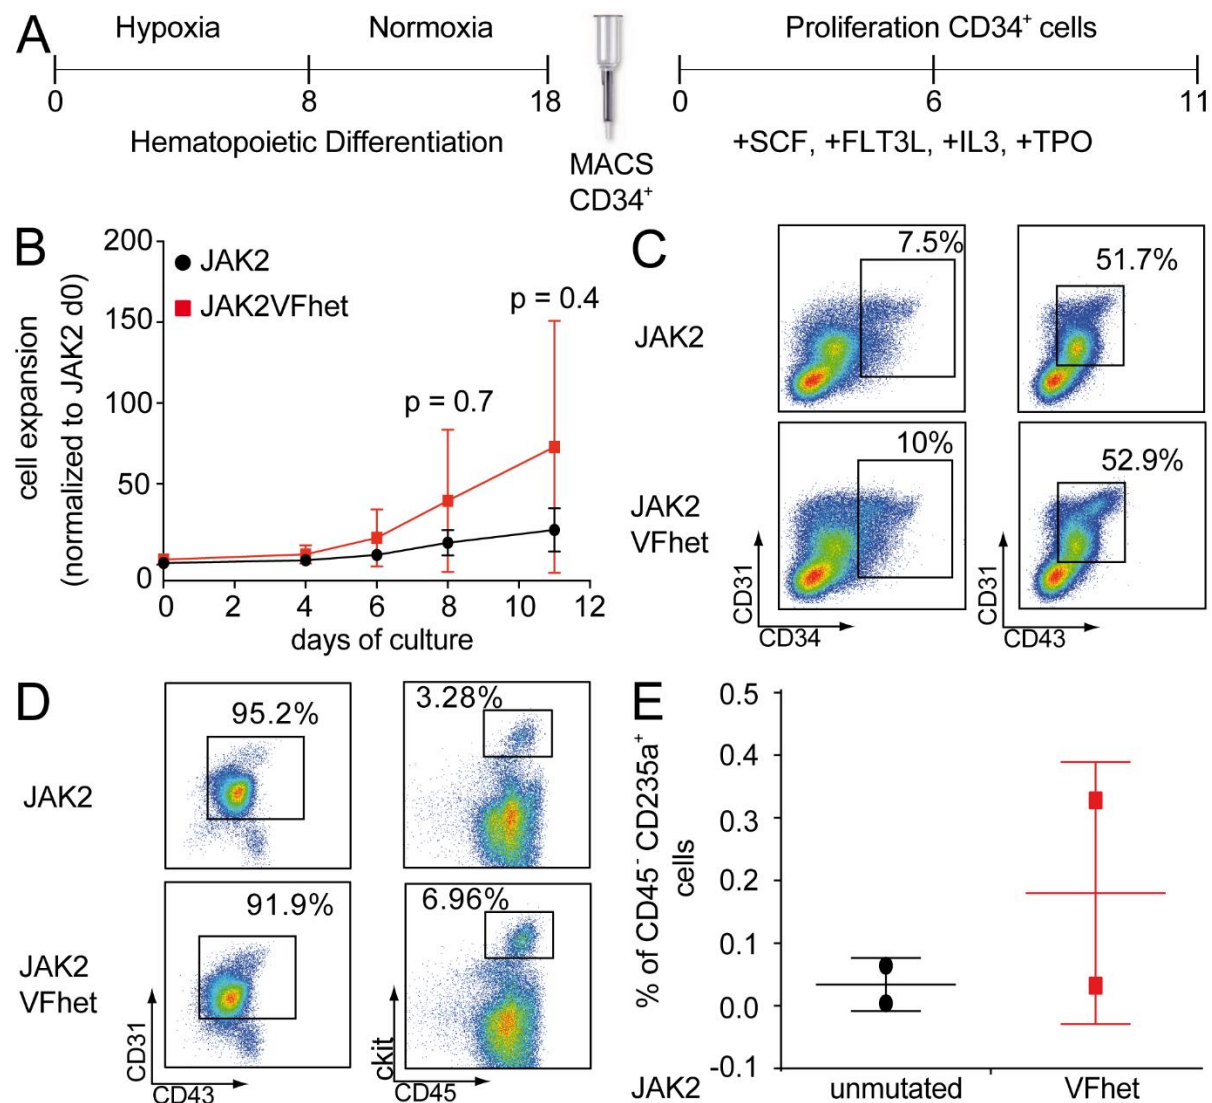 A
Hypoxia
Normoxia
Proliferation CD34⁺ cells
0
8
18
0
6
11
Hematopoietic Differentiation
MACS
CD34⁺
+SCF, +FLT3L, +IL3, +TPO
B
cell expansion
(normalized to JAK2 d0)
200
150
100
50
0
JAK2
JAK2VFhet
p = 0.7
p = 0.4
0 2 4 6 8 10 12
days of culture
C
JAK2
7.5%
51.7%
JAK2
VFhet
10%
52.9%
CD31
CD34
CD31
CD43
D
JAK2
95.2%
3.28%
JAK2
VFhet
91.9%
6.96%
CD31
CD43
ckit
CD45
E
% of CD45⁻ CD235a⁺
cells
0.5
0.4
0.3
0.2
0.1
0.0
-0.1
JAK2 unmutated VFhet